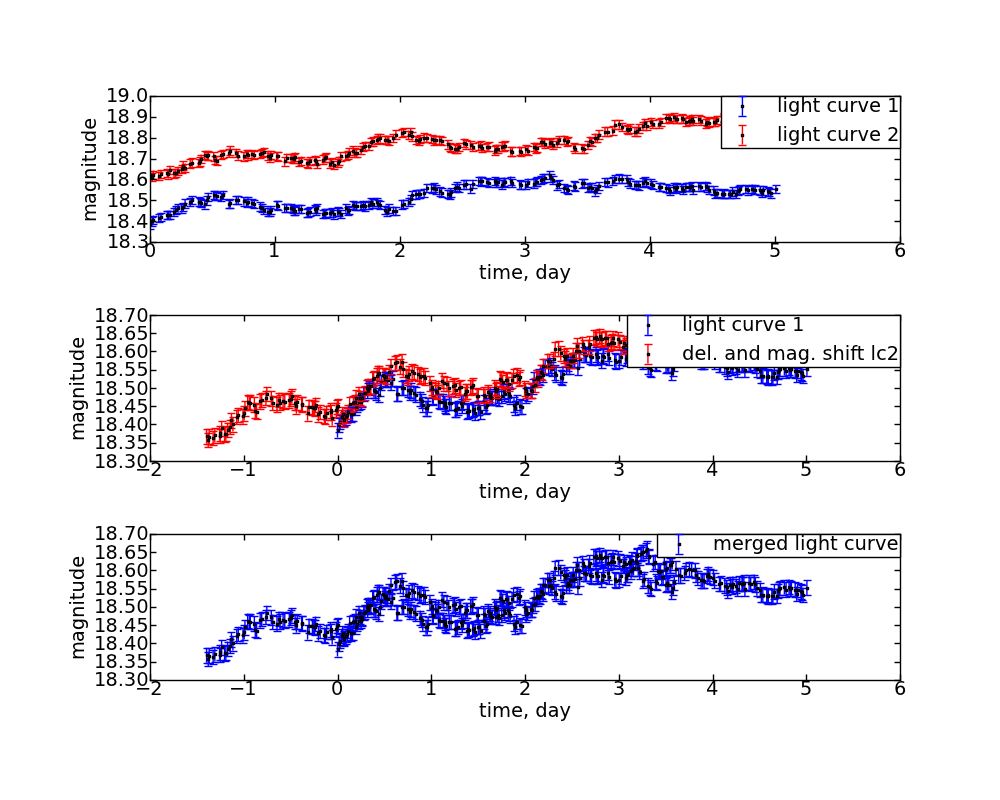 19.0
18.9
18.8
18.7
18.6
18.5
18.4
18.3
magnitude
light curve 1
light curve 2
0 1 2 3 4 5 6
time, day
18.70
18.65
18.60
18.55
18.50
18.45
18.40
18.35
18.30
magnitude
light curve 1
del. and mag. shift lc2
−2 −1 0 1 2 3 4 5 6
time, day
18.70
18.65
18.60
18.55
18.50
18.45
18.40
18.35
18.30
magnitude
merged light curve
−2 −1 0 1 2 3 4 5 6
time, day